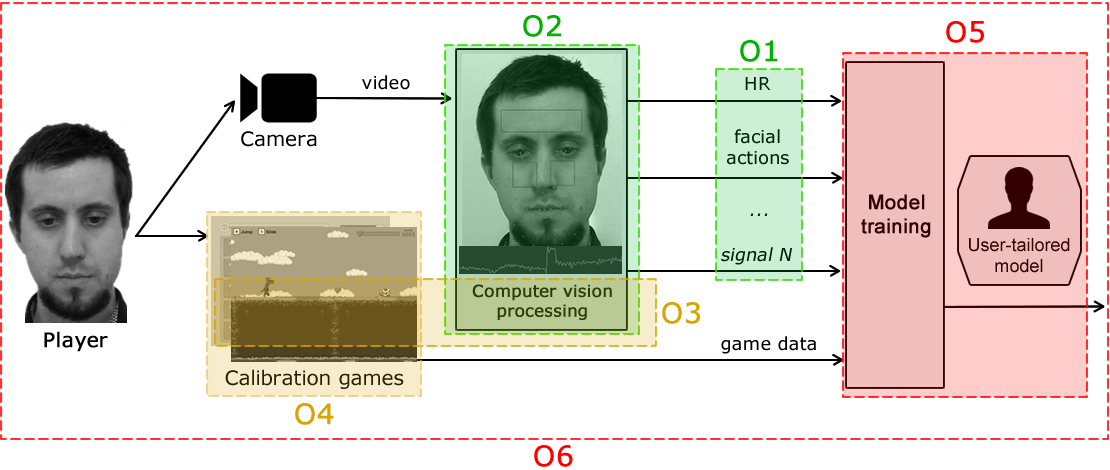 O2
O1
O5
video
HR
Camera
facial
actions
...
signal N
Model
training
User-tailored
model
Jump
Slide
Computer vision
processing
O3
Player
game data
Calibration games
O4
O6